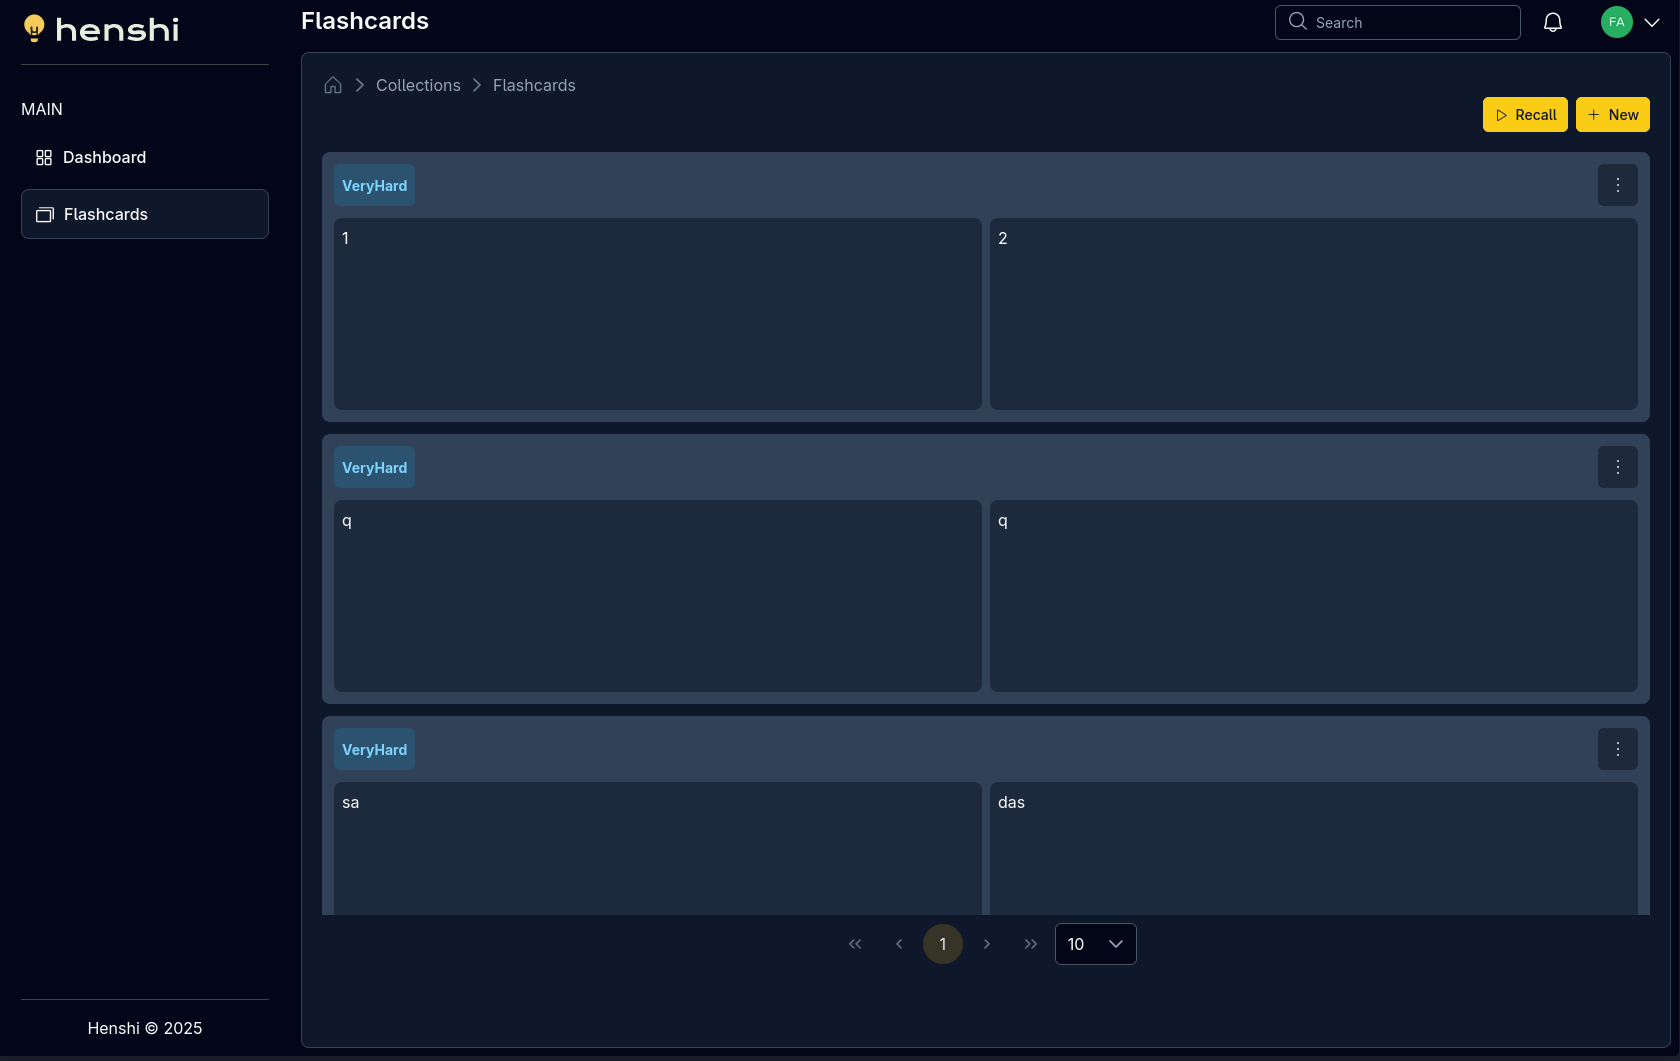 henshi
Flashcards
Search
FA
MAIN
Dashboard
Flashcards
Collections
Flashcards
Recall
New
VeryHard
1
2
VeryHard
q
q
VeryHard
sa
das
1
10
Henshi © 2025